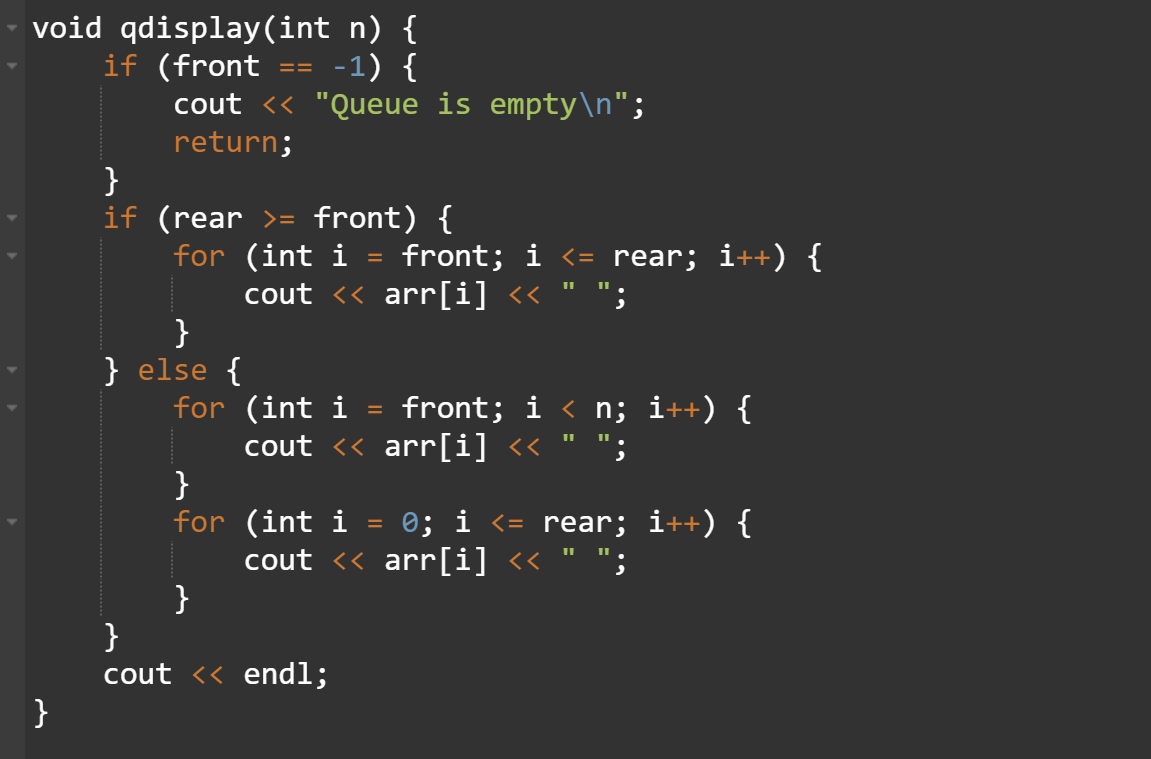 void qdisplay(int n) {
    if (front == -1) {
        cout << "Queue is empty\n";
        return;
    }
    if (rear >= front) {
        for (int i = front; i <= rear; i++) {
            cout << arr[i] << " ";
        }
    } else {
        for (int i = front; i < n; i++) {
            cout << arr[i] << " ";
        }
        for (int i = 0; i <= rear; i++) {
            cout << arr[i] << " ";
        }
    }
    cout << endl;
}